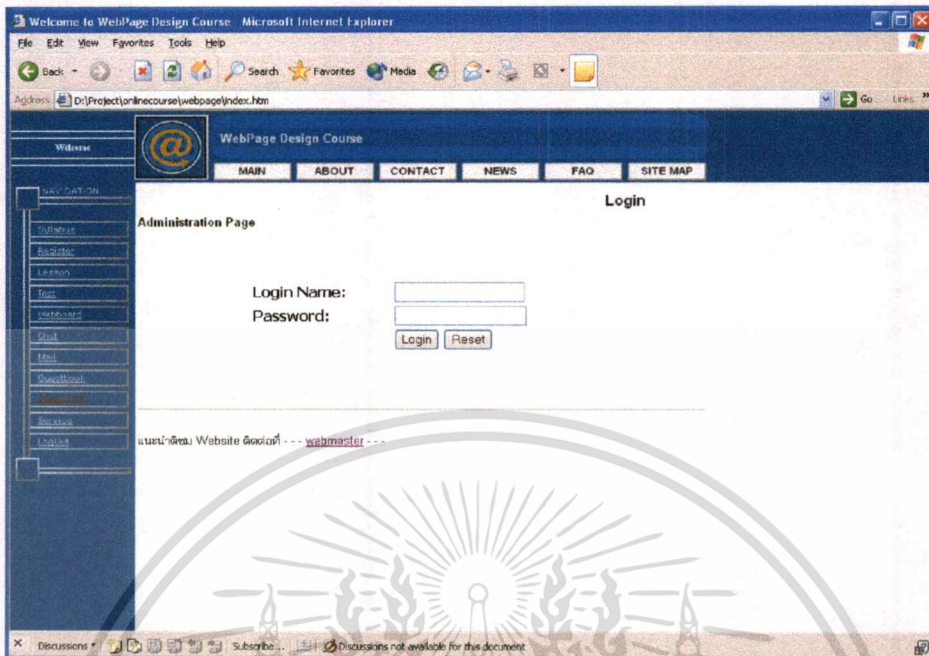 Welcome to WebPage Design Course Microsoft Internet Explorer
File Edit View Favorites Tools Help
Back Search Favorites Media
Address D:\Project\onlinecourse\webpage\index.htm Go Links »
Welcome
WebPage Design Course
MAIN ABOUT CONTACT NEWS FAQ SITE MAP
NAVIGATION
Syllabus
Register
Lesson
Test
Webboard
Chat
Mail
Guestbook
Service
Logout
Login
Administration Page
Login Name:
Password:
Login Reset
แนะนำติชม Website ติดต่อที่ - - - webmaster - - -
Discussions Subscribe... Discussions not available for this document